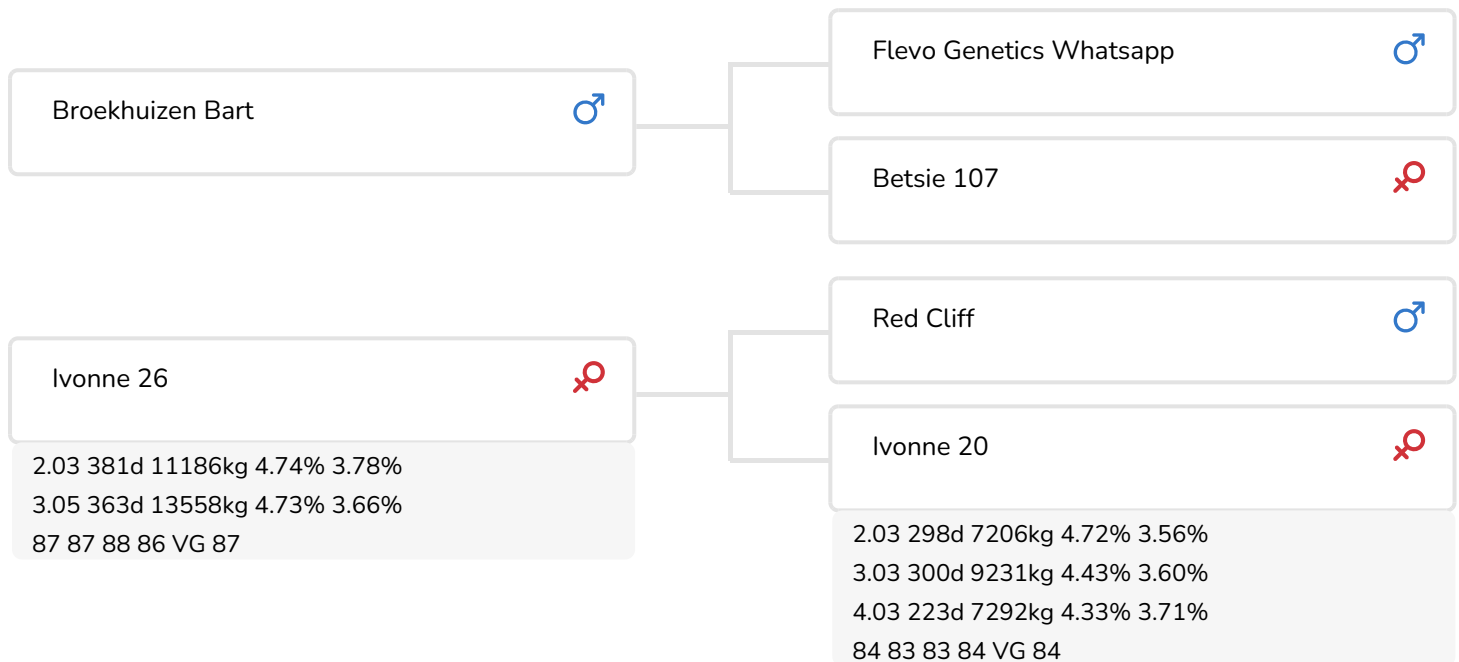 Broekhuizen Bart
Flevo Genetics Whatsapp
Betsie 107
Ivonne 26
2.03 381d 11186kg 4.74% 3.78%
3.05 363d 13558kg 4.73% 3.66%
87 87 88 86 VG 87
Red Cliff
Ivonne 20
2.03 298d 7206kg 4.72% 3.56%
3.03 300d 9231kg 4.43% 3.60%
4.03 223d 7292kg 4.33% 3.71%
84 83 83 84 VG 84